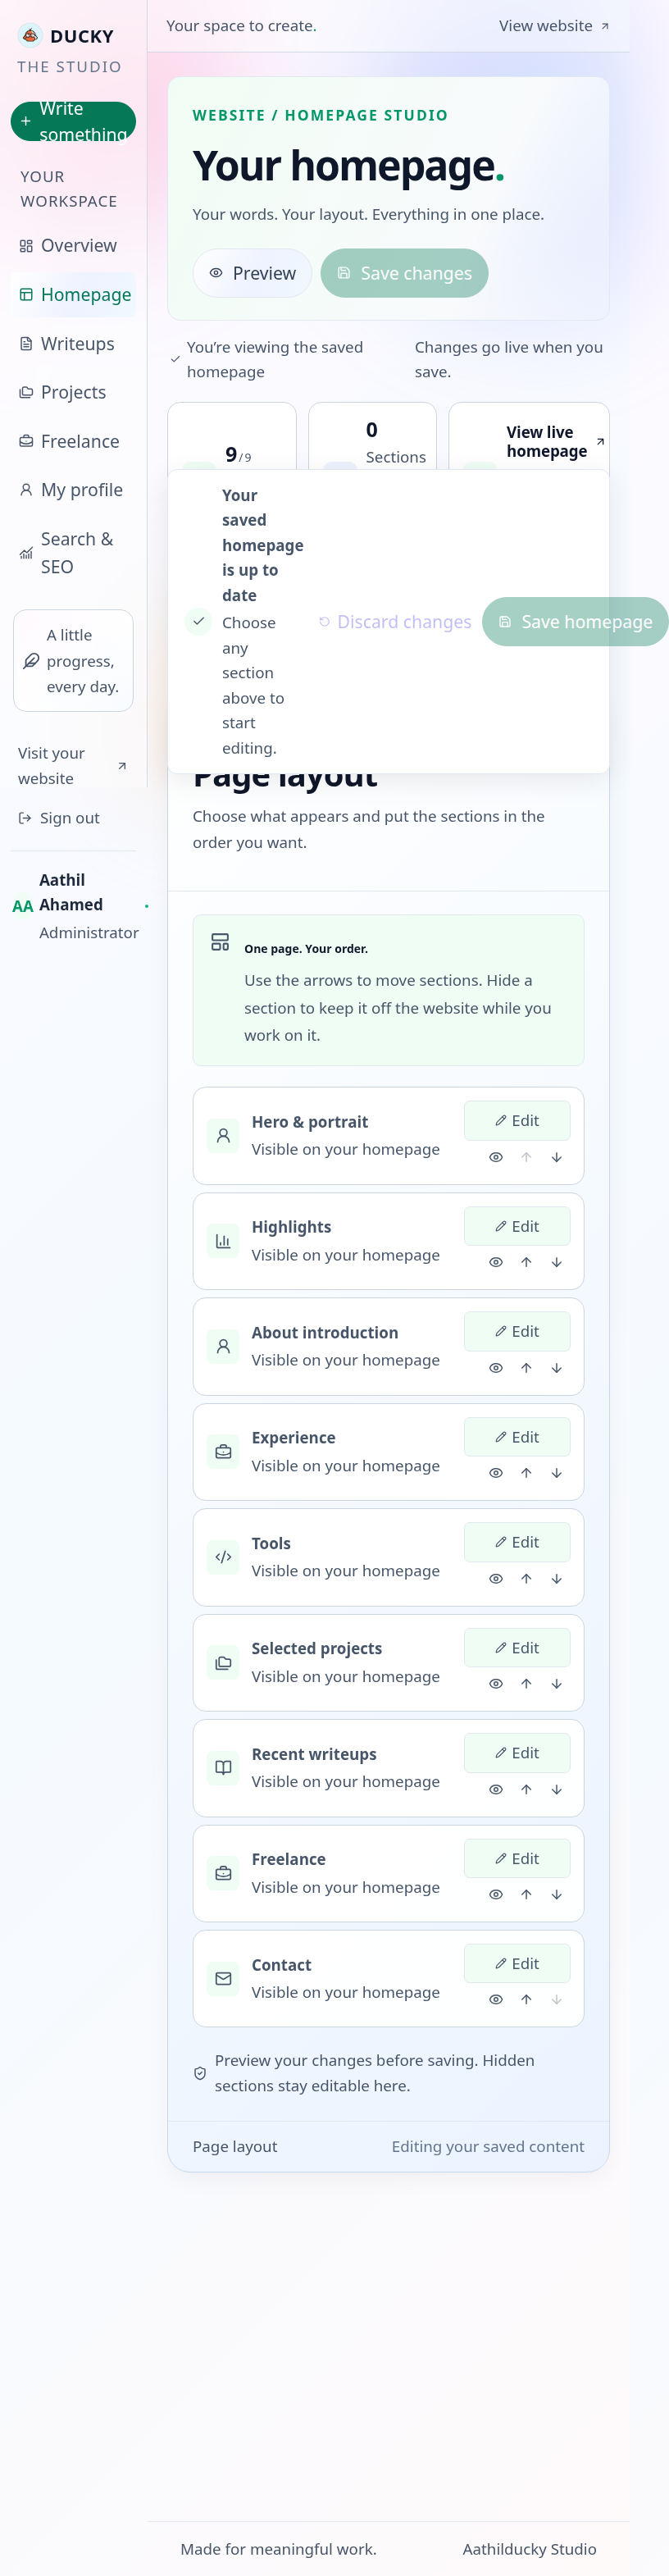 DUCKY
THE STUDIO
Write
something
YOUR
WORKSPACE
Overview
Homepage
Writeups
Projects
Freelance
My profile
Search &
SEO
A little
progress,
every day.
Visit your
website
Sign out
AA
Aathil
Ahamed
Administrator
Your space to create.
View website
WEBSITE / HOMEPAGE STUDIO
Your homepage.
Your words. Your layout. Everything in one place.
Preview
Save changes
You’re viewing the saved
homepage
Changes go live when you
save.
9/9
0
Sections
View live
homepage
Your
saved
homepage
is up to
date
Choose
any
section
above to
start
editing.
Discard changes
Save homepage
Page layout
Choose what appears and put the sections in the
order you want.
One page. Your order.
Use the arrows to move sections. Hide a
section to keep it off the website while you
work on it.
Hero & portrait
Visible on your homepage
Edit
Highlights
Visible on your homepage
Edit
About introduction
Visible on your homepage
Edit
Experience
Visible on your homepage
Edit
Tools
Visible on your homepage
Edit
Selected projects
Visible on your homepage
Edit
Recent writeups
Visible on your homepage
Edit
Freelance
Visible on your homepage
Edit
Contact
Visible on your homepage
Edit
Preview your changes before saving. Hidden
sections stay editable here.
Page layout
Editing your saved content
Made for meaningful work.
Aathilducky Studio